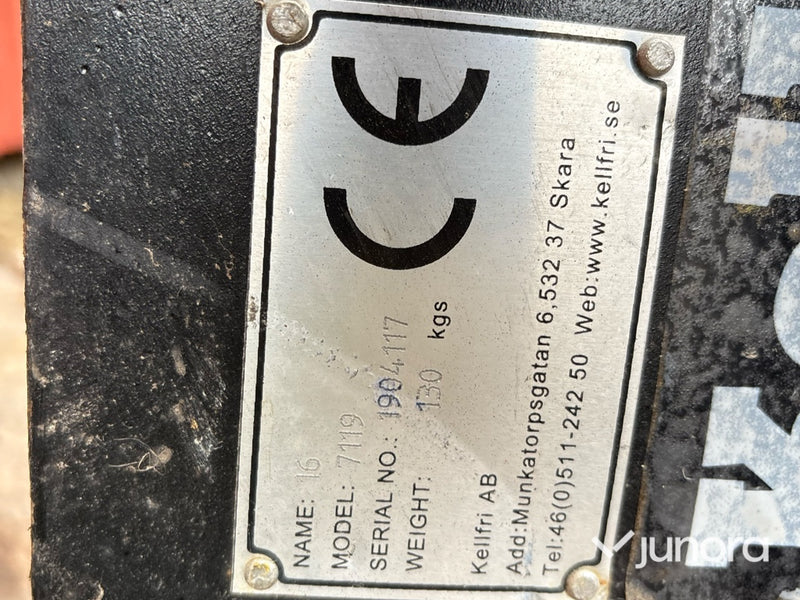 CE
NAME: 16
MODEL: 7119
SERIAL NO.: 1904117
WEIGHT: 130 kgs
Kellfri AB
Add:Munkatorpsgatan 6,532 37 Skara
Tel:46(0)511-242 50 Web:www.kellfri.se
junora